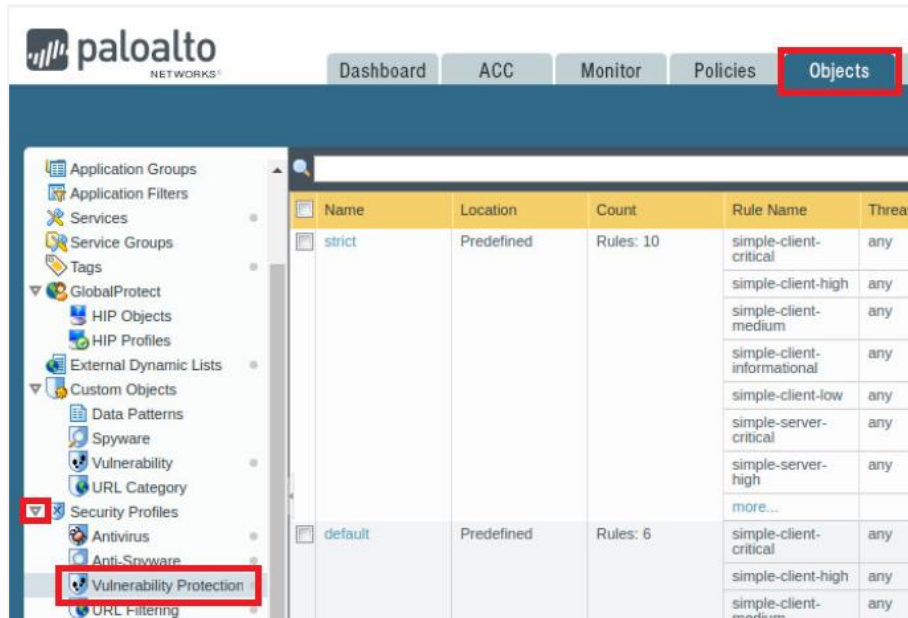 paloalto
NETWORKS®
Dashboard ACC Monitor Policies Objects
Application Groups
Application Filters
Services
Service Groups
Tags
GlobalProtect
HIP Objects
HIP Profiles
External Dynamic Lists
Custom Objects
Data Patterns
Spyware
Vulnerability
URL Category
Security Profiles
Antivirus
Anti-Spyware
Vulnerability Protection
URL Filtering
Name Location Count Rule Name Threa
strict Predefined Rules: 10 simple-client-
critical any
simple-client-high any
simple-client-
medium any
simple-client-
informational any
simple-client-low any
simple-server-
critical any
simple-server-
high any
more...
default Predefined Rules: 6 simple-client-
critical any
simple-client-high any
simple-client-
medium any